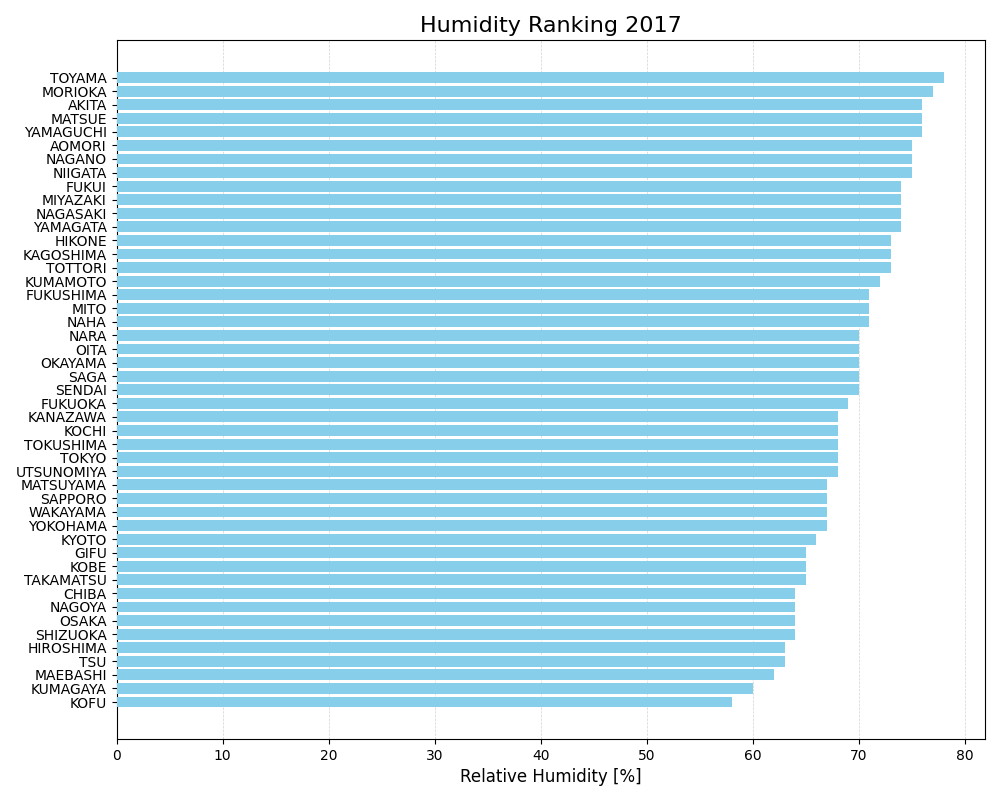 Humidity Ranking 2017
TOYAMA
MORIOKA
AKITA
MATSUE
YAMAGUCHI
AOMORI
NAGANO
NIIGATA
FUKUI
MIYAZAKI
NAGASAKI
YAMAGATA
HIKONE
KAGOSHIMA
TOTTORI
KUMAMOTO
FUKUSHIMA
MITO
NAHA
NARA
OITA
OKAYAMA
SAGA
SENDAI
FUKUOKA
KANAZAWA
KOCHI
TOKUSHIMA
TOKYO
UTSUNOMIYA
MATSUYAMA
SAPPORO
WAKAYAMA
YOKOHAMA
KYOTO
GIFU
KOBE
TAKAMATSU
CHIBA
NAGOYA
OSAKA
SHIZUOKA
HIROSHIMA
TSU
MAEBASHI
KUMAGAYA
KOFU
0 10 20 30 40 50 60 70 80
Relative Humidity [%]